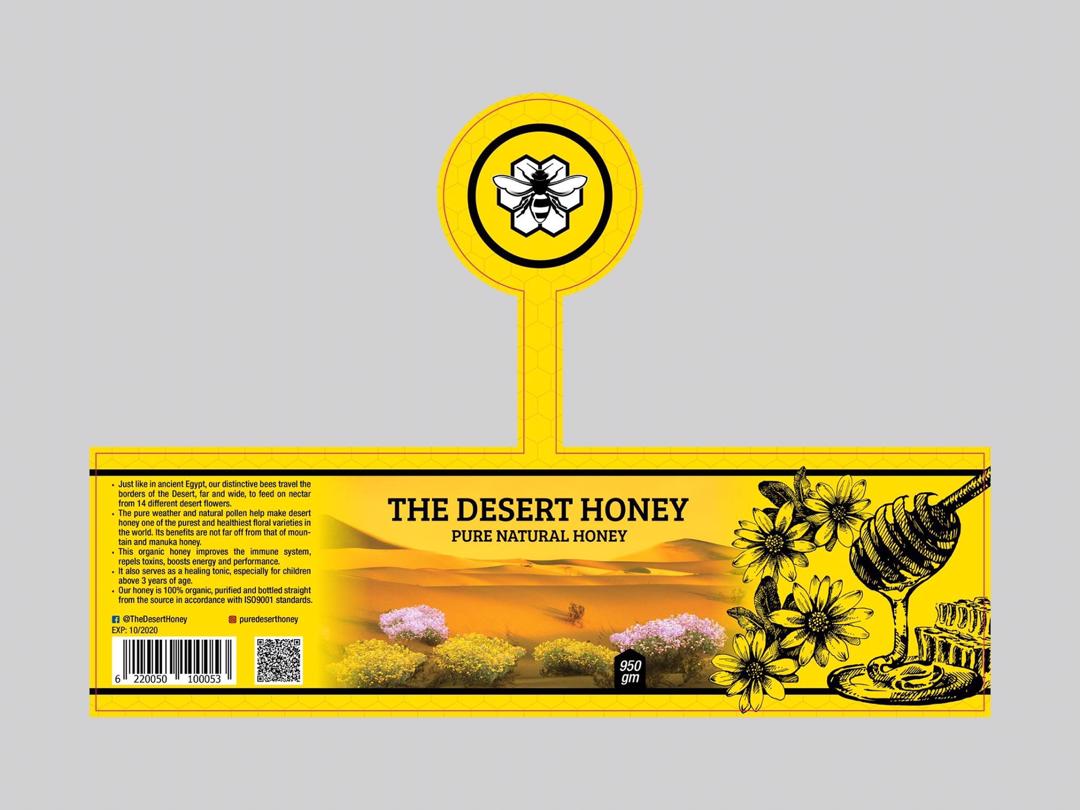 • Just like in ancient Egypt, our distinctive bees travel the
borders of the Desert, far and wide, to feed on nectar
from 14 different desert flowers.
• The pure weather and natural pollen help make desert
honey one of the purest and healthiest floral varieties in
the world. Its benefits are not far off from that of moun-
tain and manuka honey.
• This organic honey improves the immune system,
repels toxins, boosts energy and performance.
• It also serves as a healing tonic, especially for children
above 3 years of age.
• Our honey is 100% organic, purified and bottled straight
from the source in accordance with ISO9001 standards.
@TheDesertHoney puredeserthoney
EXP: 10/2020
6 220050 100053
THE DESERT HONEY
PURE NATURAL HONEY
950
gm